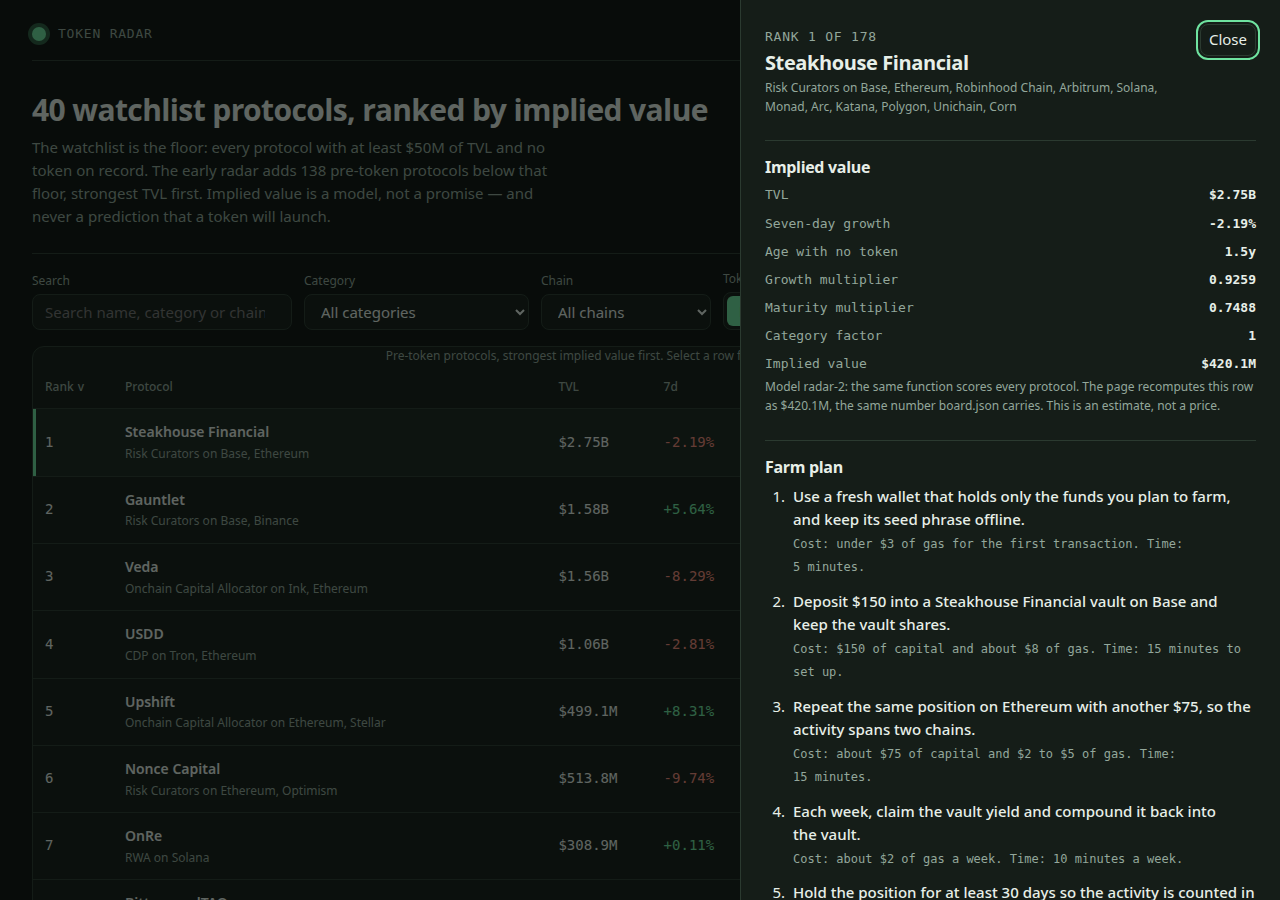 TOKEN RADAR
40 watchlist protocols, ranked by implied value
The watchlist is the floor: every protocol with at least $50M of TVL and no
token on record. The early radar adds 138 pre-token protocols below that
floor, strongest TVL first. Implied value is a model, not a promise — and
never a prediction that a token will launch.
Search
Category
Chain
Search name, category or chain
All categories
All chains
Pre-token protocols, strongest implied value first. Select a row
Rank v Protocol TVL 7d
1 Steakhouse Financial $2.75B -2.19%
Risk Curators on Base, Ethereum
2 Gauntlet $1.58B +5.64%
Risk Curators on Base, Binance
3 Veda $1.56B -8.29%
Onchain Capital Allocator on Ink, Ethereum
4 USDD $1.06B -2.81%
CDP on Tron, Ethereum
5 Upshift $499.1M +8.31%
Onchain Capital Allocator on Ethereum, Stellar
6 Nonce Capital $513.8M -9.74%
Risk Curators on Ethereum, Optimism
7 OnRe $308.9M +0.11%
RWA on Solana
RANK 1 OF 178
Close
Steakhouse Financial
Risk Curators on Base, Ethereum, Robinhood Chain, Arbitrum, Solana,
Monad, Arc, Katana, Polygon, Unichain, Corn
Implied value
TVL $2.75B
Seven-day growth -2.19%
Age with no token 1.5y
Growth multiplier 0.9259
Maturity multiplier 0.7488
Category factor 1
Implied value $420.1M
Model radar-2: the same function scores every protocol. The page recomputes this row
as $420.1M, the same number board.json carries. This is an estimate, not a price.
Farm plan
1. Use a fresh wallet that holds only the funds you plan to farm,
and keep its seed phrase offline.
Cost: under $3 of gas for the first transaction. Time:
5 minutes.
2. Deposit $150 into a Steakhouse Financial vault on Base and
keep the vault shares.
Cost: $150 of capital and about $8 of gas. Time: 15 minutes to
set up.
3. Repeat the same position on Ethereum with another $75, so the
activity spans two chains.
Cost: about $75 of capital and $2 to $5 of gas. Time:
15 minutes.
4. Each week, claim the vault yield and compound it back into
the vault.
Cost: about $2 of gas a week. Time: 10 minutes a week.
5. Hold the position for at least 30 days so the activity is counted in